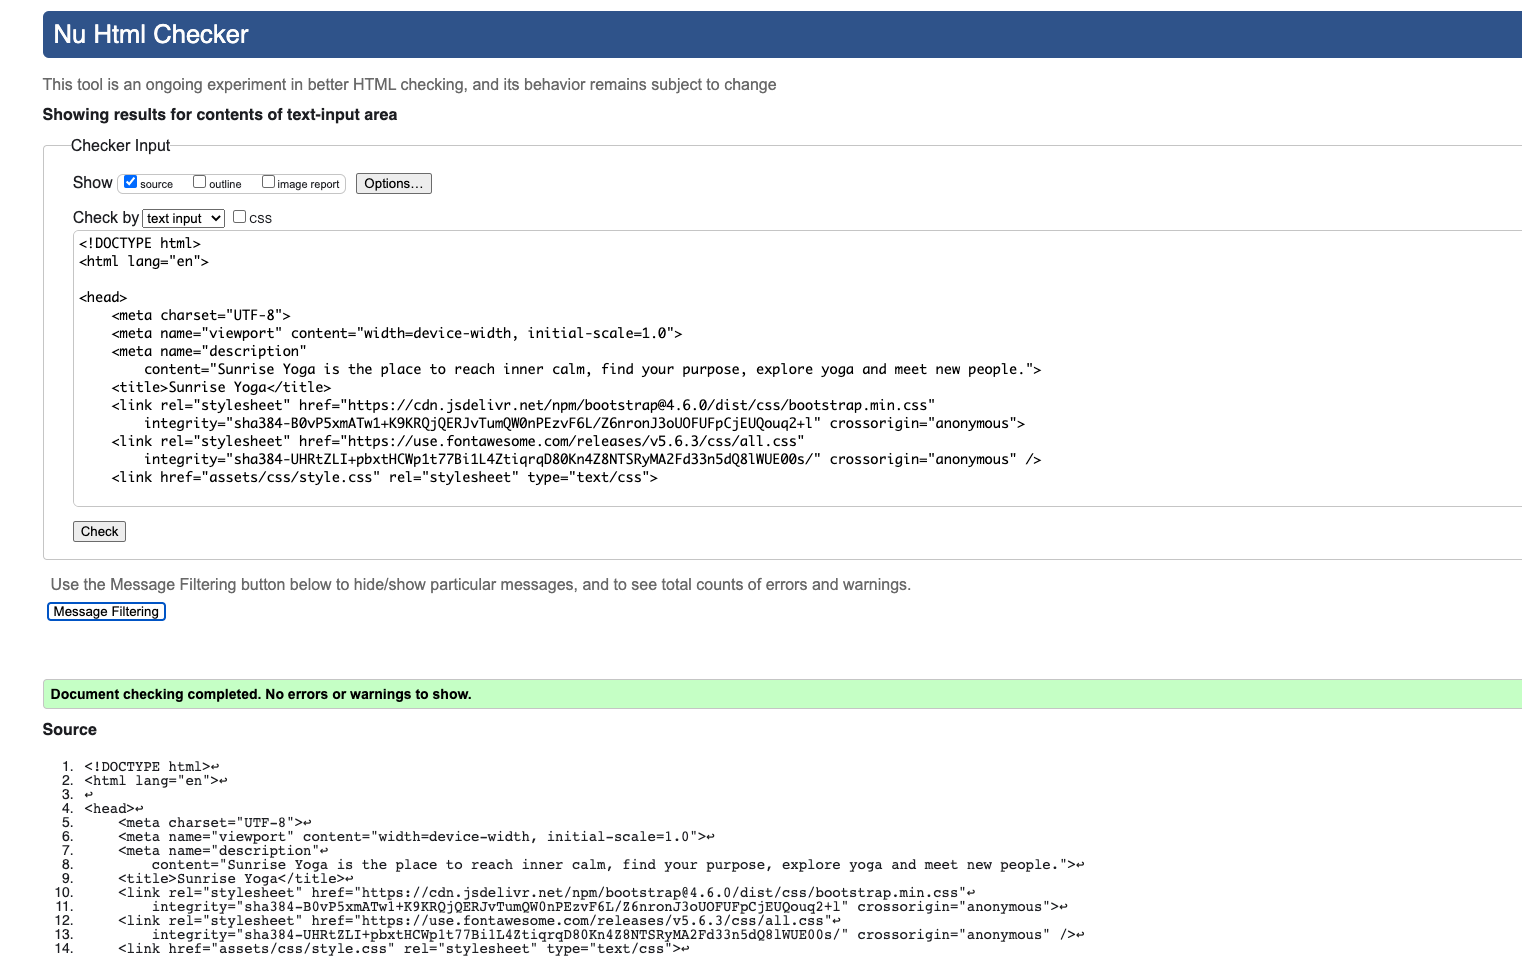 Nu Html Checker
This tool is an ongoing experiment in better HTML checking, and its behavior remains subject to change
Showing results for contents of text-input area
Checker Input
Show source outline image report Options...
Check by text input CSS
<!DOCTYPE html>
<html lang="en">
<head>
<meta charset="UTF-8">
<meta name="viewport" content="width=device-width, initial-scale=1.0">
<meta name="description"
content="Sunrise Yoga is the place to reach inner calm, find your purpose, explore yoga and meet new people.">
<title>Sunrise Yoga</title>
<link rel="stylesheet" href="https://cdn.jsdelivr.net/npm/bootstrap@4.6.0/dist/css/bootstrap.min.css"
integrity="sha384-B0vP5xmATw1+K9KRQjQERJvTumQW0nPEzvF6L/Z6nronJ3oUOFUFpCjEUQouq2+l" crossorigin="anonymous">
<link rel="stylesheet" href="https://use.fontawesome.com/releases/v5.6.3/css/all.css"
integrity="sha384-UHRtZLI+pbxtHCWp1t77Bi1L4ZtiqrqD80Kn4Z8NTSRyMA2Fd33n5dQ8lWUE00s/" crossorigin="anonymous" />
<link href="assets/css/style.css" rel="stylesheet" type="text/css">
Check
Use the Message Filtering button below to hide/show particular messages, and to see total counts of errors and warnings.
Message Filtering
Document checking completed. No errors or warnings to show.
Source
1. <!DOCTYPE html>↩
2. <html lang="en">↩
3. ↩
4. <head>↩
5. <meta charset="UTF-8">↩
6. <meta name="viewport" content="width=device-width, initial-scale=1.0">↩
7. <meta name="description"↩
8. content="Sunrise Yoga is the place to reach inner calm, find your purpose, explore yoga and meet new people.">↩
9. <title>Sunrise Yoga</title>↩
10. <link rel="stylesheet" href="https://cdn.jsdelivr.net/npm/bootstrap@4.6.0/dist/css/bootstrap.min.css"↩
11. integrity="sha384-B0vP5xmATw1+K9KRQjQERJvTumQW0nPEzvF6L/Z6nronJ3oUOFUFpCjEUQouq2+l" crossorigin="anonymous">↩
12. <link rel="stylesheet" href="https://use.fontawesome.com/releases/v5.6.3/css/all.css"↩
13. integrity="sha384-UHRtZLI+pbxtHCWp1t77Bi1L4ZtiqrqD80Kn4Z8NTSRyMA2Fd33n5dQ8lWUE00s/" crossorigin="anonymous" />↩
14. <link href="assets/css/style.css" rel="stylesheet" type="text/css">↩